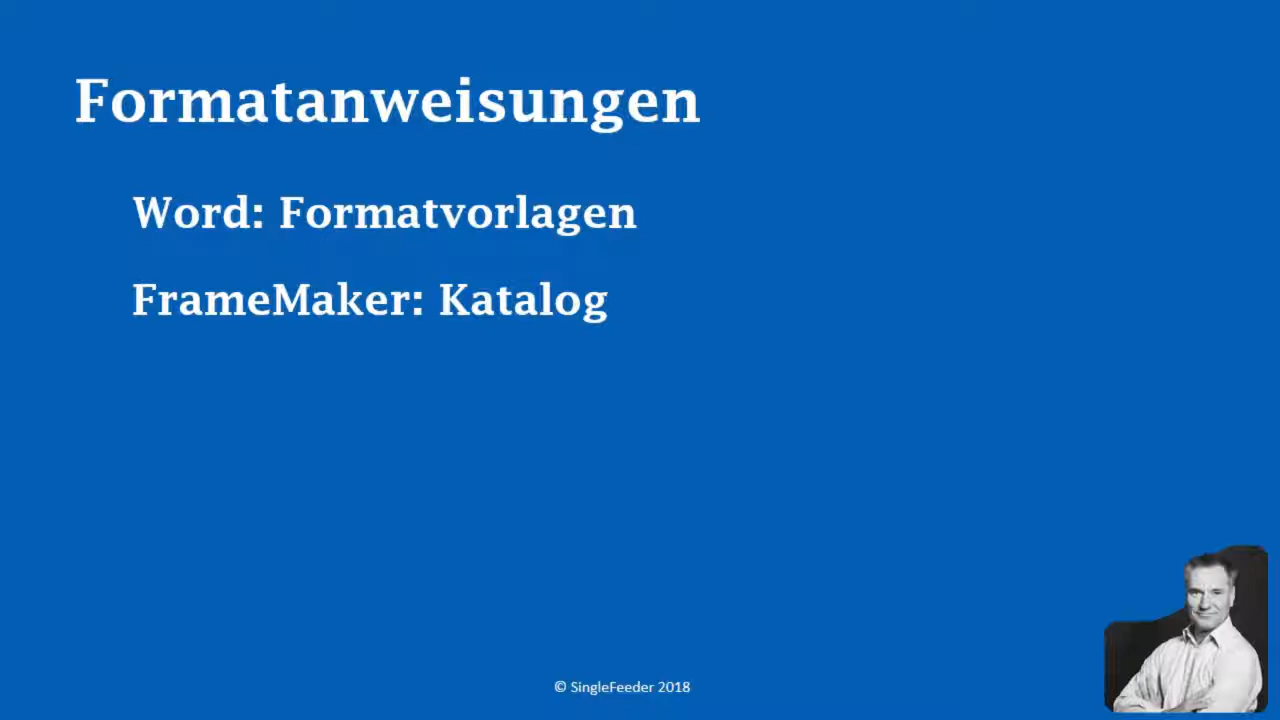 Formatanweisungen
Word: Formatvorlagen
FrameMaker: Katalog
© SingleFeeder 2018